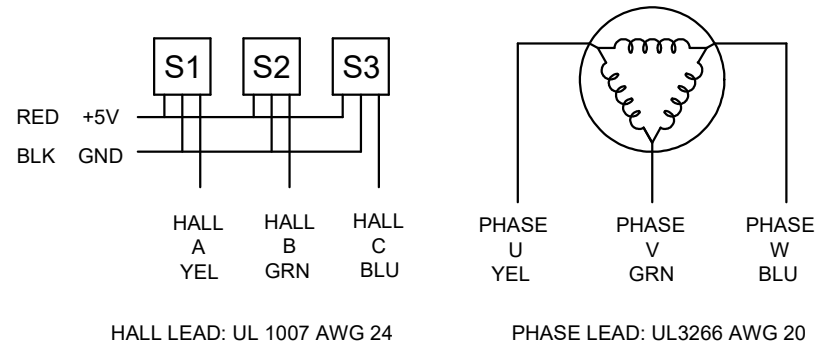 S1 S2 S3
RED +5V
BLK GND
HALL A YEL
HALL B GRN
HALL C BLU
PHASE U YEL
PHASE V GRN
PHASE W BLU
HALL LEAD: UL 1007 AWG 24
PHASE LEAD: UL3266 AWG 20